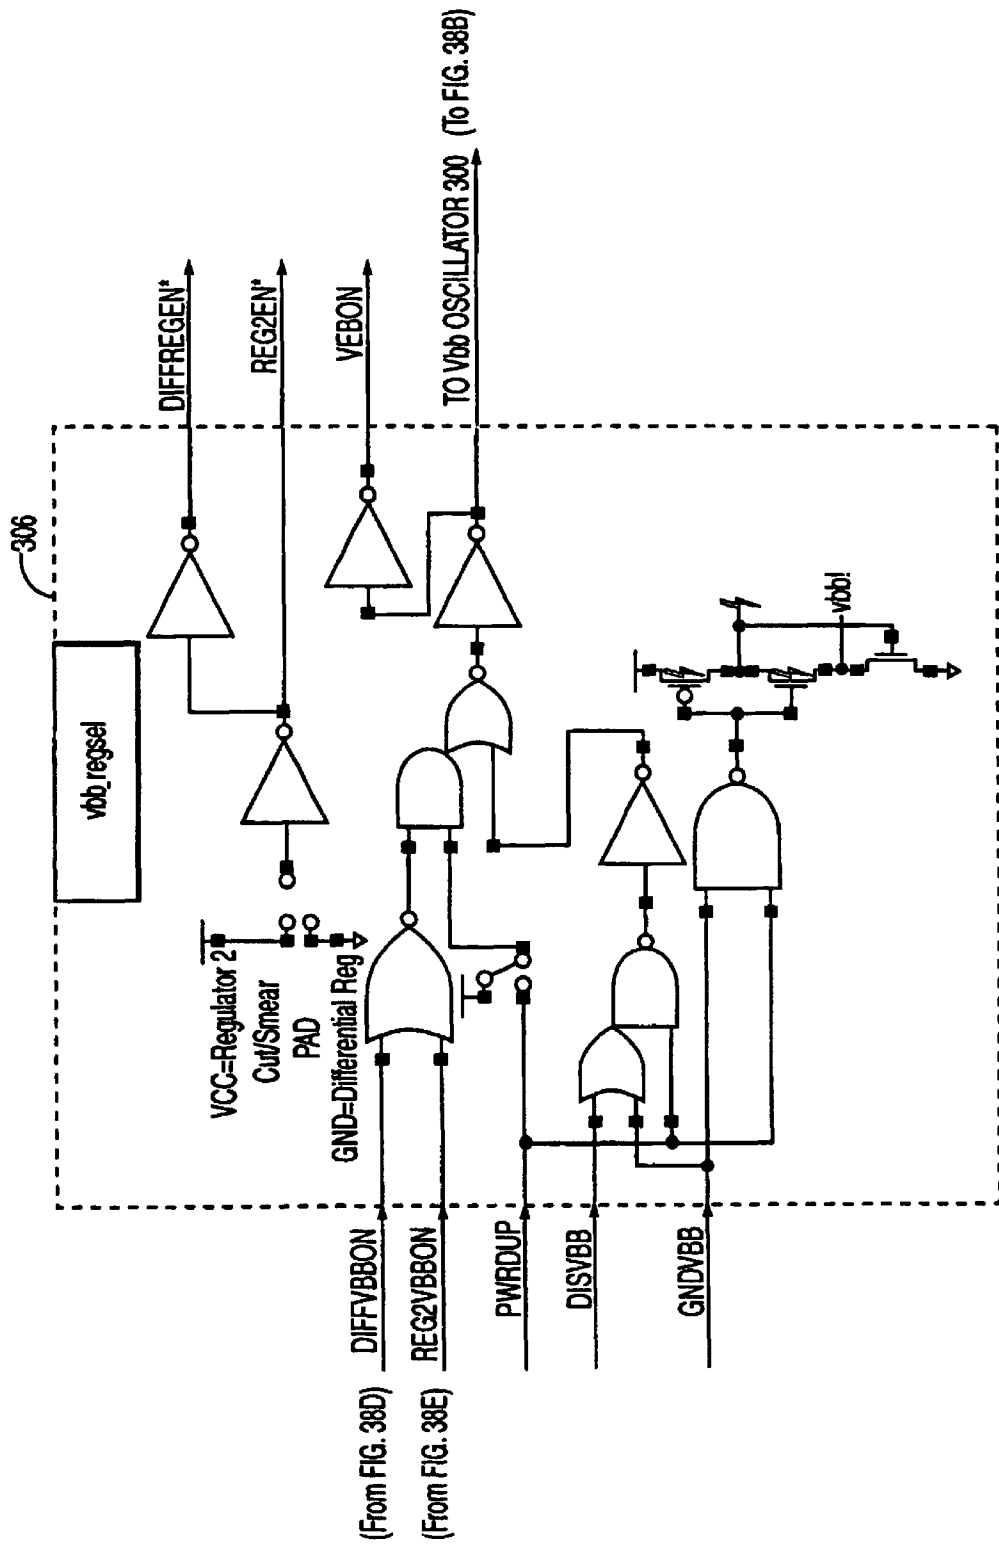 306
vbb_regsel
DIFFREGEN*
REG2EN*
VEBON
TO Vbb OSCILLATOR 300 (To FIG. 38B)
VCC=Regulator 2
Cut/Smear
PAD
GND=Differential Reg
vbb!
(From FIG. 38D) DIFFVBBON
(From FIG. 38E) REG2VBBON
PWRDUP
DISVBB
GNDVBB